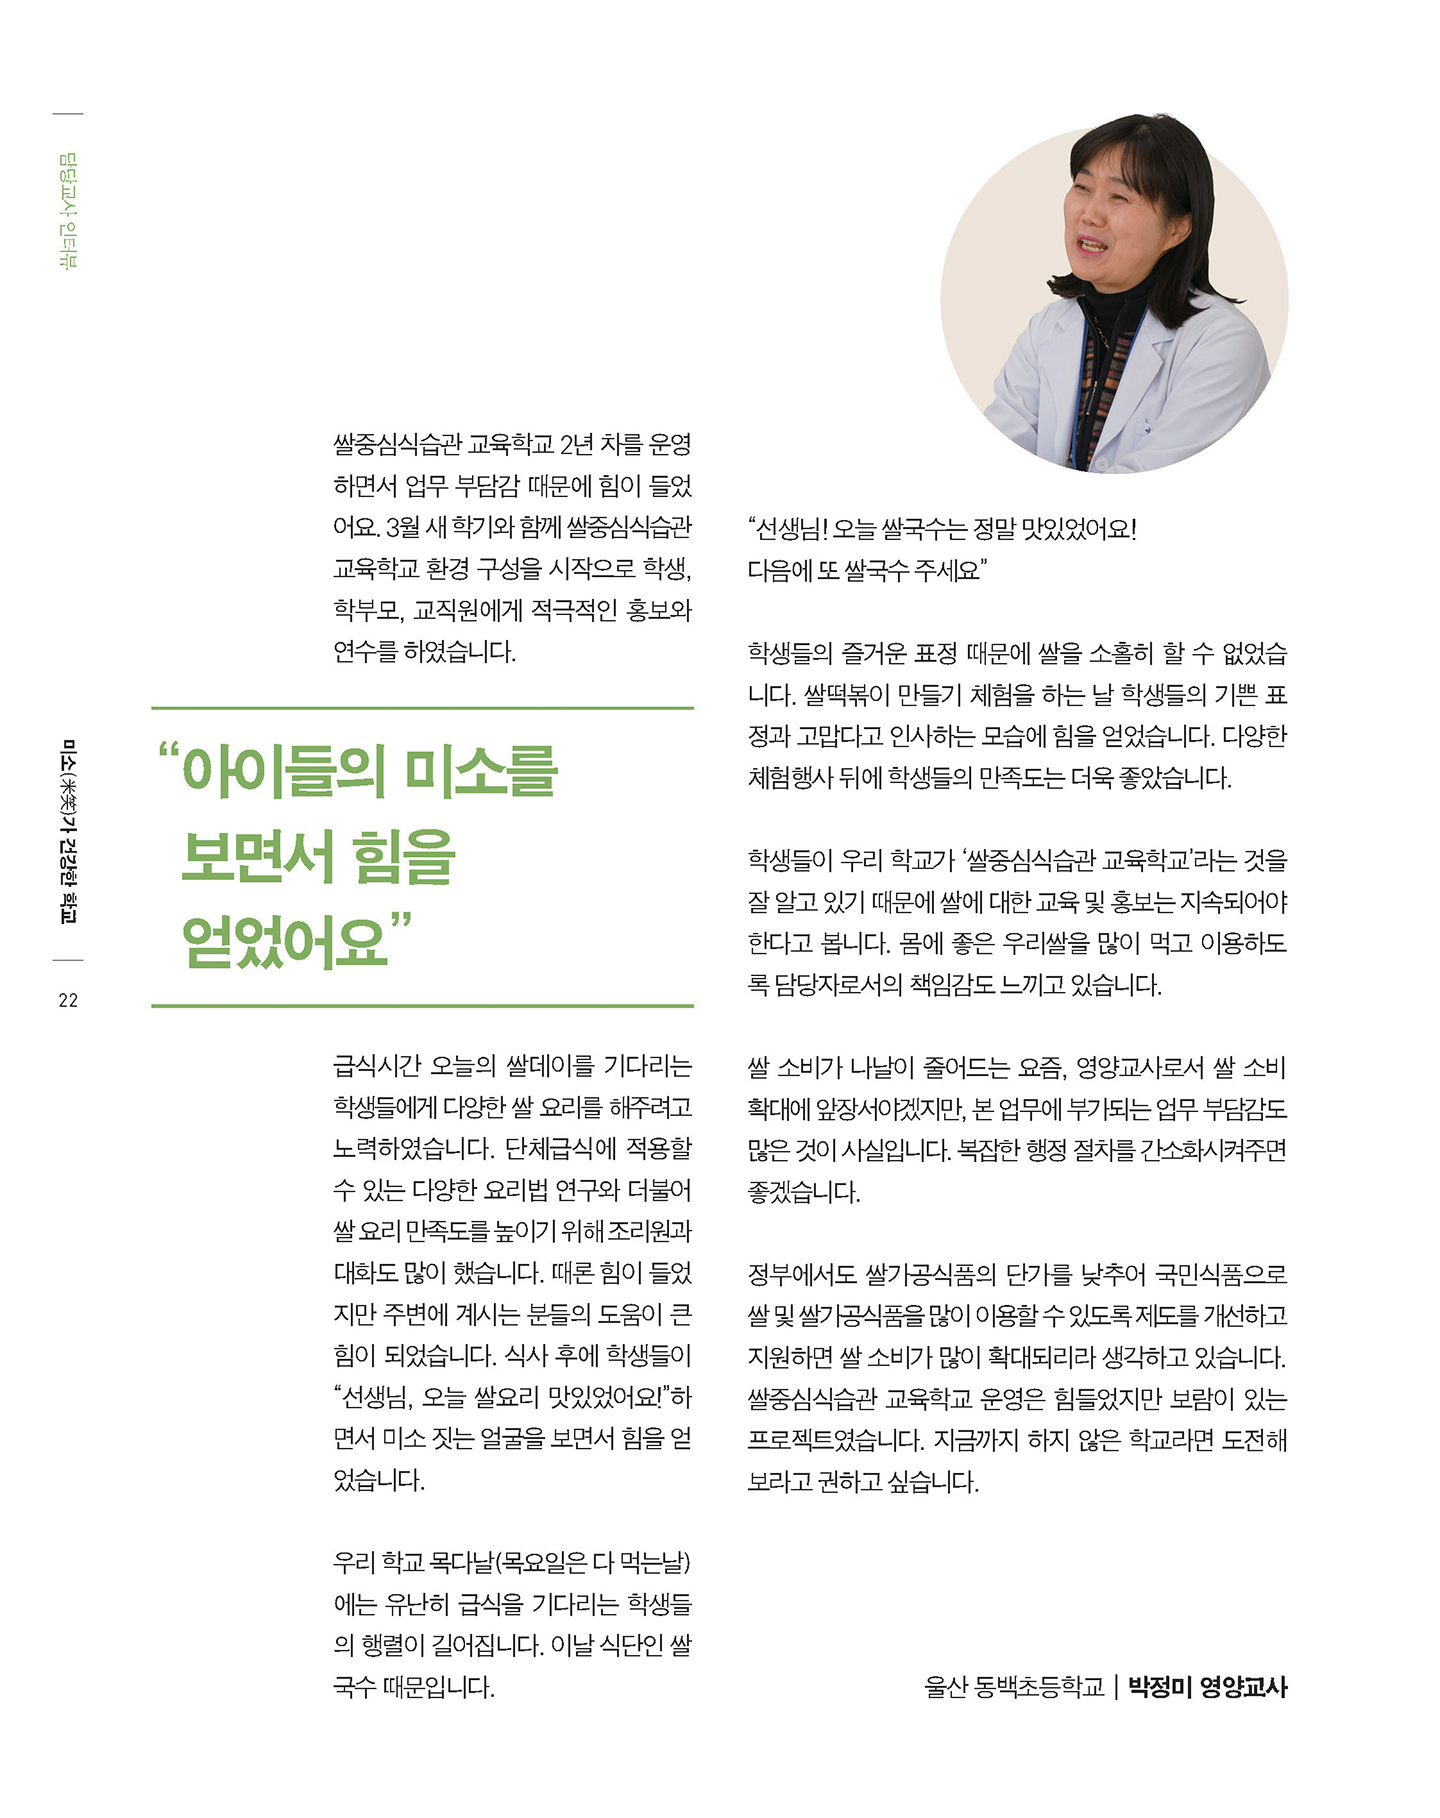 담당교사 인터뷰
미소(米笑)가 건강한 학교
22
쌀중심식습관 교육학교 2년 차를 운영
하면서 업무 부담감 때문에 힘이 들었
어요. 3월 새 학기와 함께 쌀중심식습관
교육학교 환경 구성을 시작으로 학생,
학부모, 교직원에게 적극적인 홍보와
연수를 하였습니다.
“아이들의 미소를
보면서 힘을
얻었어요”
급식시간 오늘의 쌀데이를 기다리는
학생들에게 다양한 쌀 요리를 해주려고
노력하였습니다. 단체급식에 적용할
수 있는 다양한 요리법 연구와 더불어
쌀 요리 만족도를 높이기 위해 조리원과
대화도 많이 했습니다. 때론 힘이 들었
지만 주변에 계시는 분들의 도움이 큰
힘이 되었습니다. 식사 후에 학생들이
“선생님, 오늘 쌀요리 맛있었어요!”하
면서 미소 짓는 얼굴을 보면서 힘을 얻
었습니다.
우리 학교 목다날(목요일은 다 먹는날)
에는 유난히 급식을 기다리는 학생들
의 행렬이 길어집니다. 이날 식단인 쌀
국수 때문입니다.
“선생님! 오늘 쌀국수는 정말 맛있었어요!
다음에 또 쌀국수 주세요”
학생들의 즐거운 표정 때문에 쌀을 소홀히 할 수 없었습
니다. 쌀떡볶이 만들기 체험을 하는 날 학생들의 기쁜 표
정과 고맙다고 인사하는 모습에 힘을 얻었습니다. 다양한
체험행사 뒤에 학생들의 만족도는 더욱 좋았습니다.
학생들이 우리 학교가 ‘쌀중심식습관 교육학교’라는 것을
잘 알고 있기 때문에 쌀에 대한 교육 및 홍보는 지속되어야
한다고 봅니다. 몸에 좋은 우리쌀을 많이 먹고 이용하도
록 담당자로서의 책임감도 느끼고 있습니다.
쌀 소비가 나날이 줄어드는 요즘, 영양교사로서 쌀 소비
확대에 앞장서야겠지만, 본 업무에 부가되는 업무 부담감도
많은 것이 사실입니다. 복잡한 행정 절차를 간소화시켜주면
좋겠습니다.
정부에서도 쌀가공식품의 단가를 낮추어 국민식품으로
쌀 및 쌀가공식품을 많이 이용할 수 있도록 제도를 개선하고
지원하면 쌀 소비가 많이 확대되리라 생각하고 있습니다.
쌀중심식습관 교육학교 운영은 힘들었지만 보람이 있는
프로젝트였습니다. 지금까지 하지 않은 학교라면 도전해
보라고 권하고 싶습니다.
울산 동백초등학교 | 박정미 영양교사